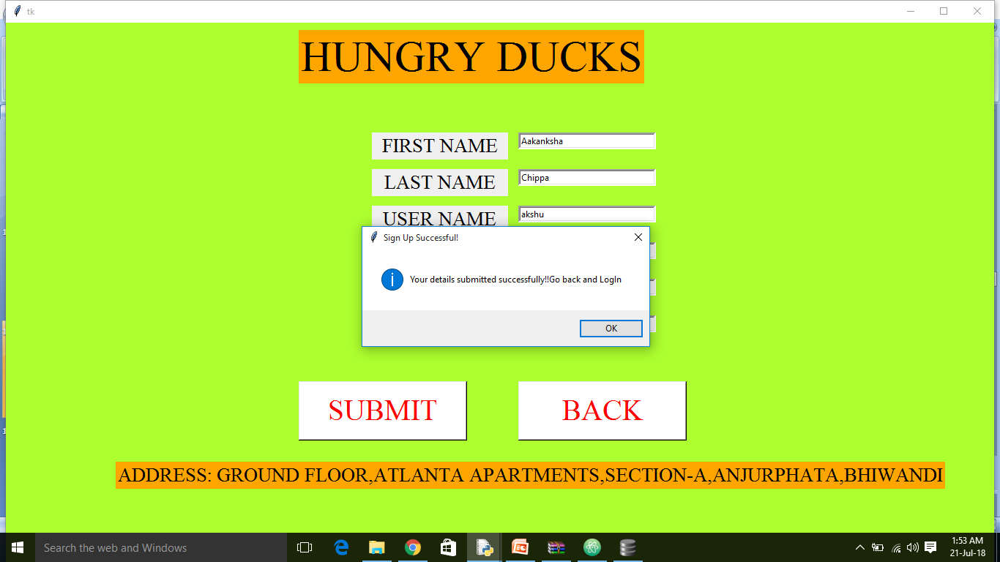 tk
HUNGRY DUCKS
FIRST NAME Aakanksha
LAST NAME Chippa
USER NAME akshu
Sign Up Successful!
Your details submitted successfully!!Go back and LogIn
OK
SUBMIT BACK
ADDRESS: GROUND FLOOR,ATLANTA APARTMENTS,SECTION-A,ANJURPHATA,BHIWANDI
Search the web and Windows
1:53 AM
21-Jul-18